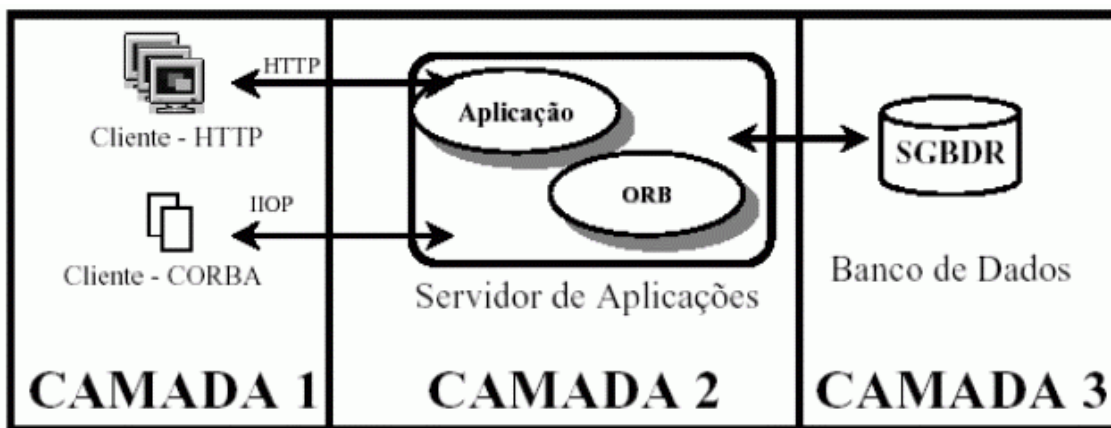 HTTP
Cliente - HTTP
IIOP
Cliente - CORBA
CAMADA 1
Aplicação
ORB
Servidor de Aplicações
CAMADA 2
SGBDR
Banco de Dados
CAMADA 3